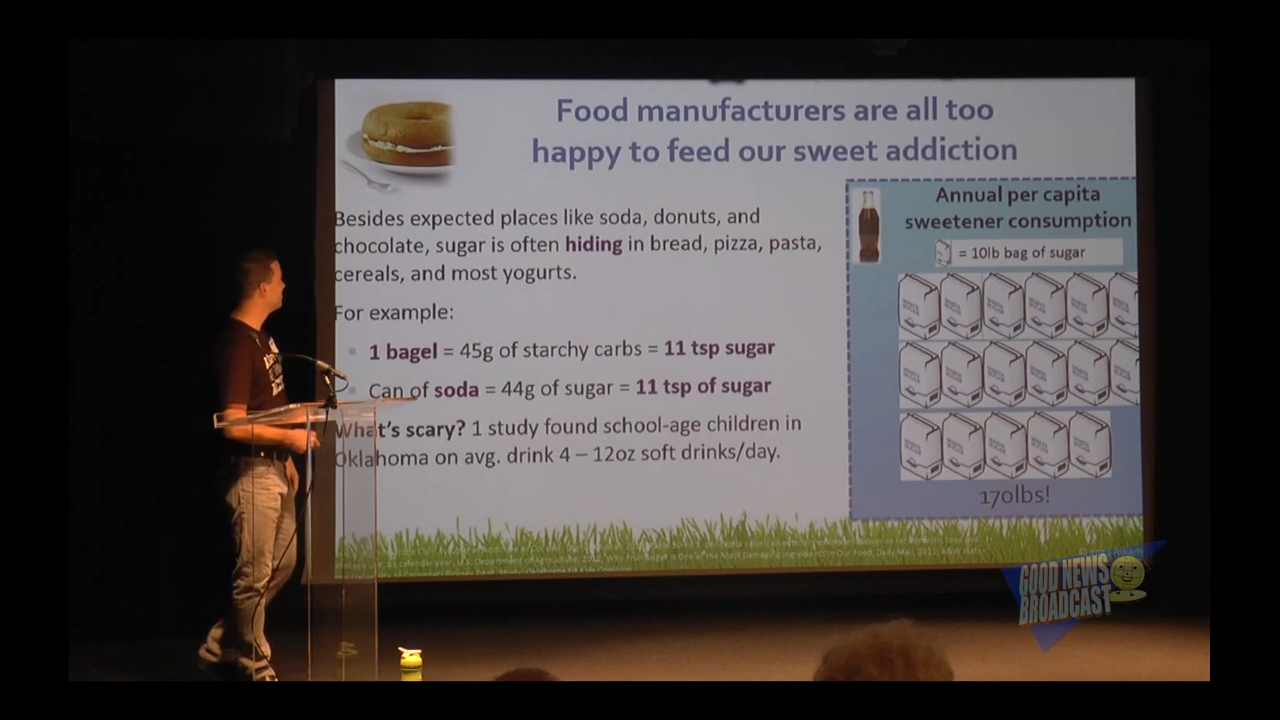 Food manufacturers are all too
happy to feed our sweet addiction
Besides expected places like soda, donuts, and
chocolate, sugar is often hiding in bread, pizza, pasta,
cereals, and most yogurts.
For example:
1 bagel = 45g of starchy carbs = 11 tsp sugar
Can of soda = 44g of sugar = 11 tsp of sugar
What's scary? 1 study found school-age children in
Oklahoma on avg. drink 4 – 12oz soft drinks/day.
Annual per capita
sweetener consumption
= 10lb bag of sugar
170lbs!
GOOD NEWS
BROADCAST